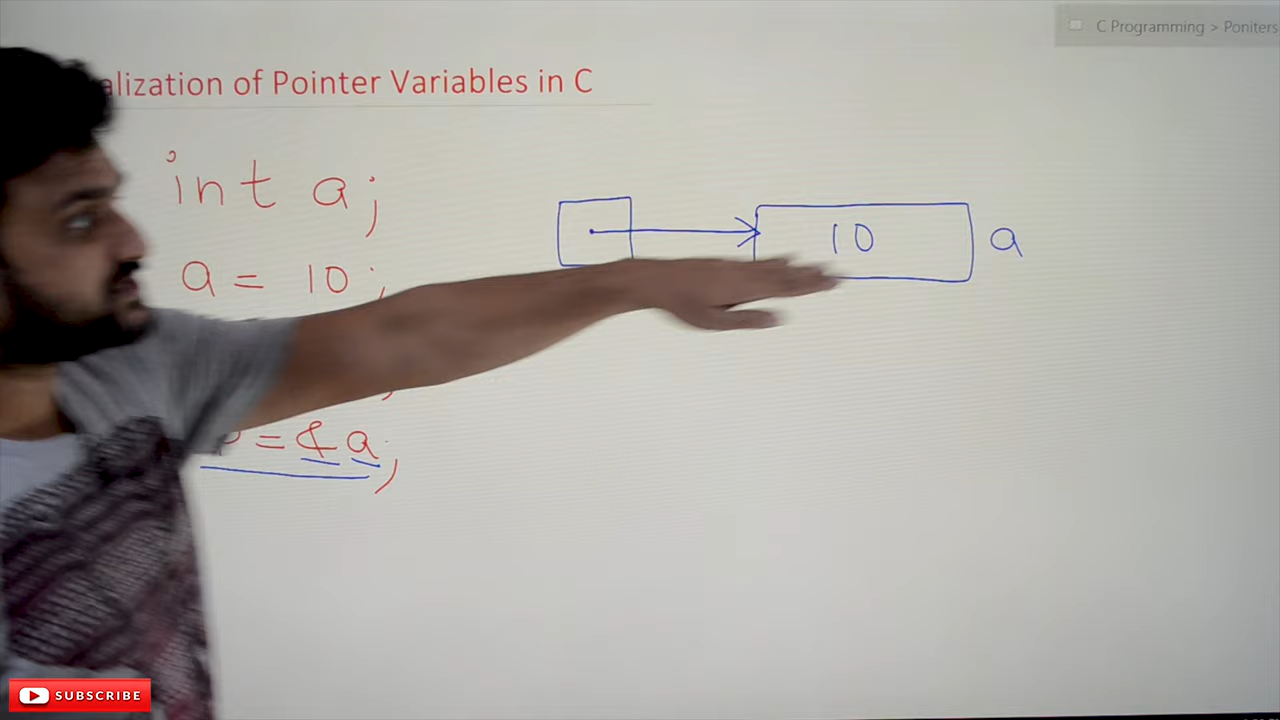 C Programming > Poniters
alization of Pointer Variables in C
int a;
10 a
a = 10;
= &a;
SUBSCRIBE